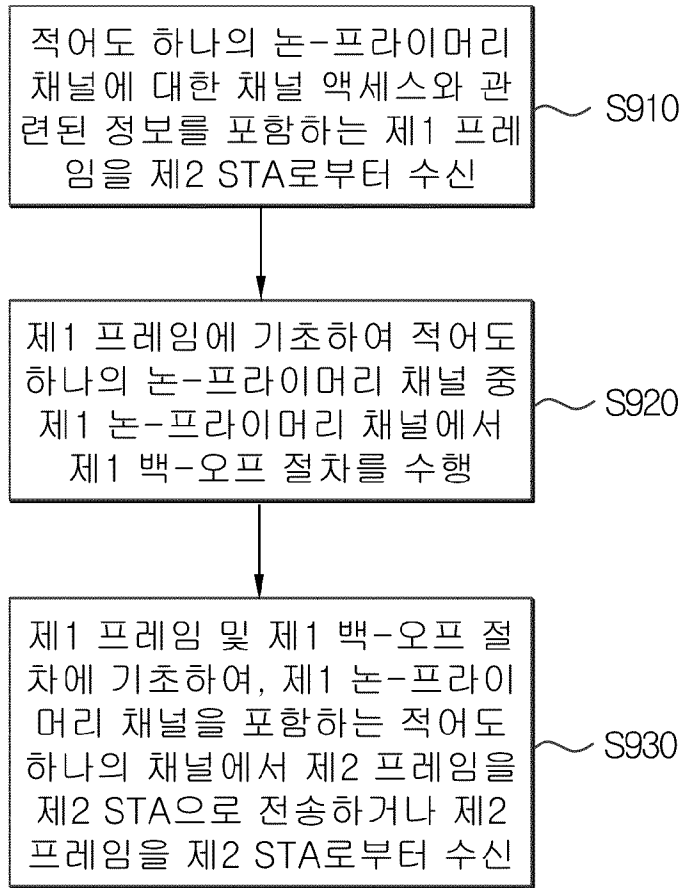 적어도 하나의 논-프라이머리
채널에 대한 채널 액세스와 관
련된 정보를 포함하는 제1 프레
임을 제2 STA로부터 수신
S910
제1 프레임에 기초하여 적어도
하나의 논-프라이머리 채널 중
제1 논-프라이머리 채널에서
제1 백-오프 절차를 수행
S920
제1 프레임 및 제1 백-오프 절
차에 기초하여, 제1 논-프라이
머리 채널을 포함하는 적어도
하나의 채널에서 제2 프레임을
제2 STA으로 전송하거나 제2
프레임을 제2 STA로부터 수신
S930